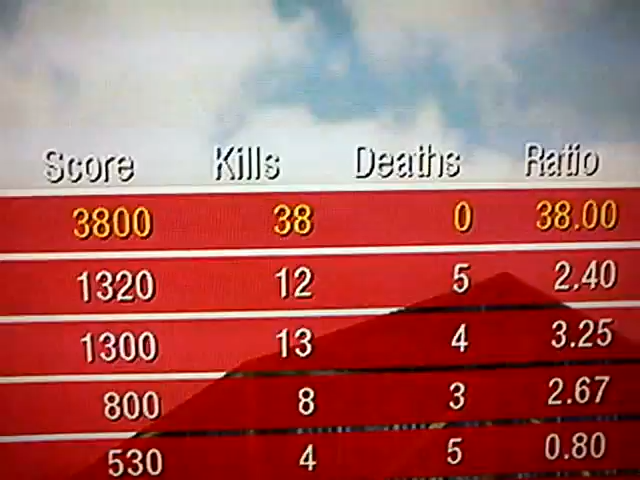 Score Kills Deaths Ratio
3800 38 0 38.00
1320 12 5 2.40
1300 13 4 3.25
800 8 3 2.67
530 4 5 0.80